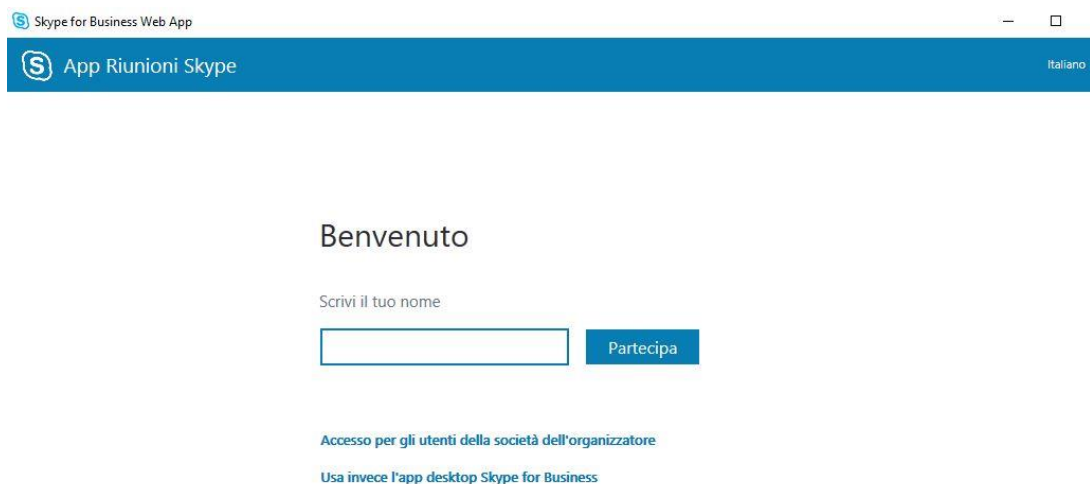 Skype for Business Web App
App Riunioni Skype
Italiano
Benvenuto
Scrivi il tuo nome
Partecipa
Accesso per gli utenti della società dell'organizzatore
Usa invece l'app desktop Skype for Business